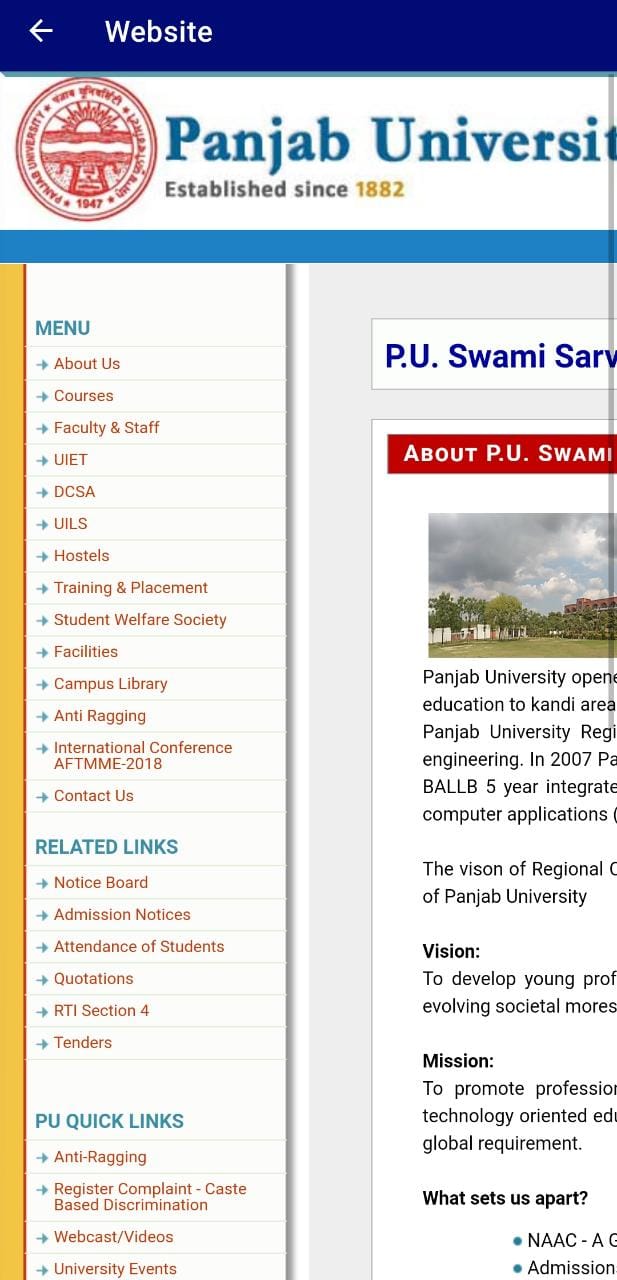 Website
Panjab Universit
Established since 1882
1947
MENU
About Us
Courses
Faculty & Staff
UIET
DCSA
UILS
Hostels
Training & Placement
Student Welfare Society
Facilities
Campus Library
Anti Ragging
International Conference
AFTMME-2018
Contact Us
RELATED LINKS
Notice Board
Admission Notices
Attendance of Students
Quotations
RTI Section 4
Tenders
PU QUICK LINKS
Anti-Ragging
Register Complaint - Caste
Based Discrimination
Webcast/Videos
University Events
P.U. Swami Sarv
ABOUT P.U. SWAMI
Panjab University opene
education to kandi area
Panjab University Regi
engineering. In 2007 Pa
BALLB 5 year integrate
computer applications (
The vison of Regional C
of Panjab University
Vision:
To develop young prof
evolving societal mores
Mission:
To promote profession
technology oriented edu
global requirement.
What sets us apart?
NAAC - A G
Admission